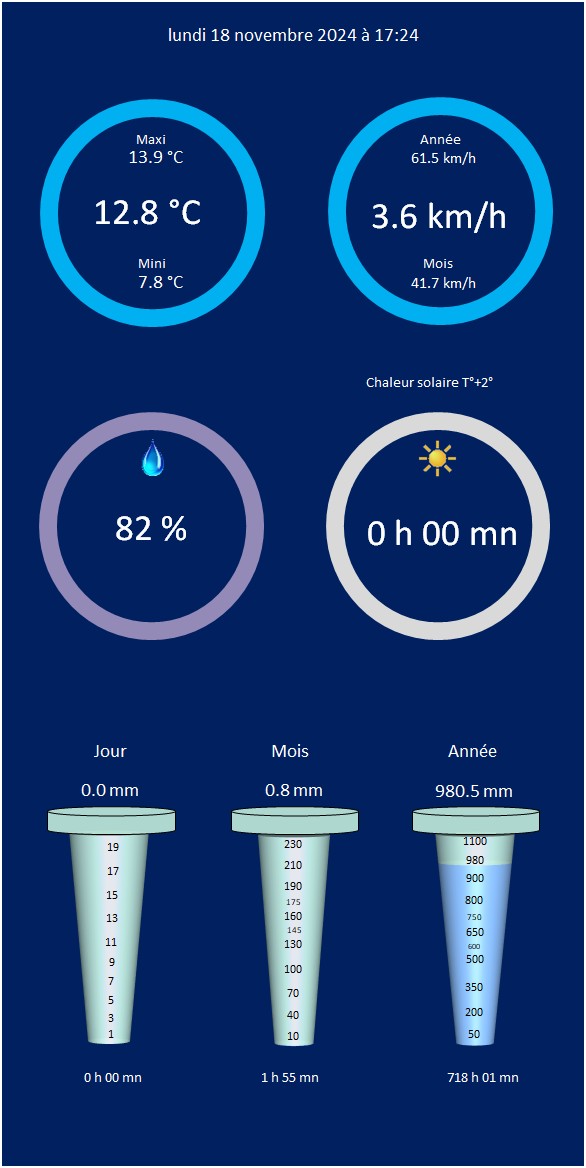 lundi 18 novembre 2024 à 17:24
Maxi
13.9 °C
12.8 °C
Mini
7.8 °C
Année
61.5 km/h
3.6 km/h
Mois
41.7 km/h
Chaleur solaire T°+2°
82 %
0 h 00 mn
Jour
0.0 mm
19
17
15
13
11
9
7
5
3
1
0 h 00 mn
Mois
0.8 mm
230
210
190
175
160
145
130
100
70
40
10
1 h 55 mn
Année
980.5 mm
1100
980
900
800
750
650
600
500
350
200
50
718 h 01 mn